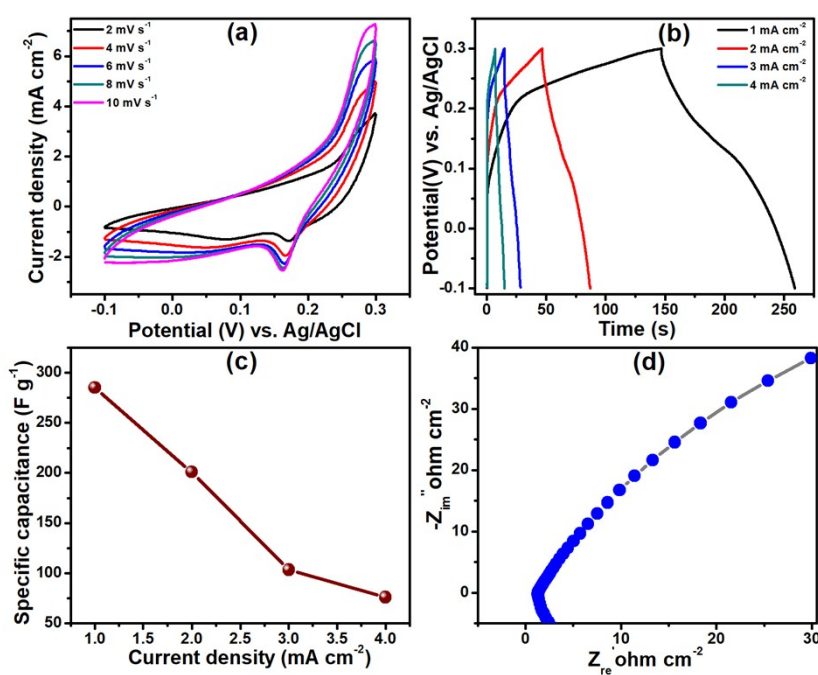 (a)
2 mV s⁻¹
4 mV s⁻¹
6 mV s⁻¹
8 mV s⁻¹
10 mV s⁻¹
Current density (mA cm⁻²)
7
5
3
2
0
-2
-4
-0.1 0.0 0.1 0.2 0.3
Potential (V) vs. Ag/AgCl
(b)
1 mA cm⁻²
2 mA cm⁻²
3 mA cm⁻²
4 mA cm⁻²
Potential(V) vs. Ag/AgCl
0.3
0.2
0.1
0.0
-0.1
0 50 100 150 200 250
Time (s)
(c)
Specific capacitance (F g⁻¹)
300
250
200
150
100
50
1.0 1.5 2.0 2.5 3.0 3.5 4.0
Current density (mA cm⁻²)
(d)
-Z''im ohm cm⁻²
40
30
20
10
0
0 10 20 30
Z're ohm cm⁻²